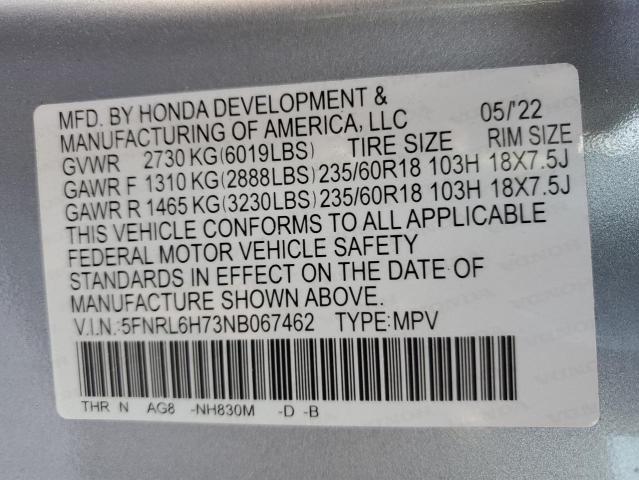 MFD. BY HONDA DEVELOPMENT &
MANUFACTURING OF AMERICA, LLC 05/'22
GVWR 2730 KG(6019LBS) TIRE SIZE RIM SIZE
GAWR F 1310 KG(2888LBS) 235/60R18 103H 18X7.5J
GAWR R 1465 KG(3230LBS) 235/60R18 103H 18X7.5J
THIS VEHICLE CONFORMS TO ALL APPLICABLE
FEDERAL MOTOR VEHICLE SAFETY
STANDARDS IN EFFECT ON THE DATE OF
MANUFACTURE SHOWN ABOVE.
V.I.N.:5FNRL6H73NB067462 TYPE:MPV
THR N AG8 -NH830M -D -B